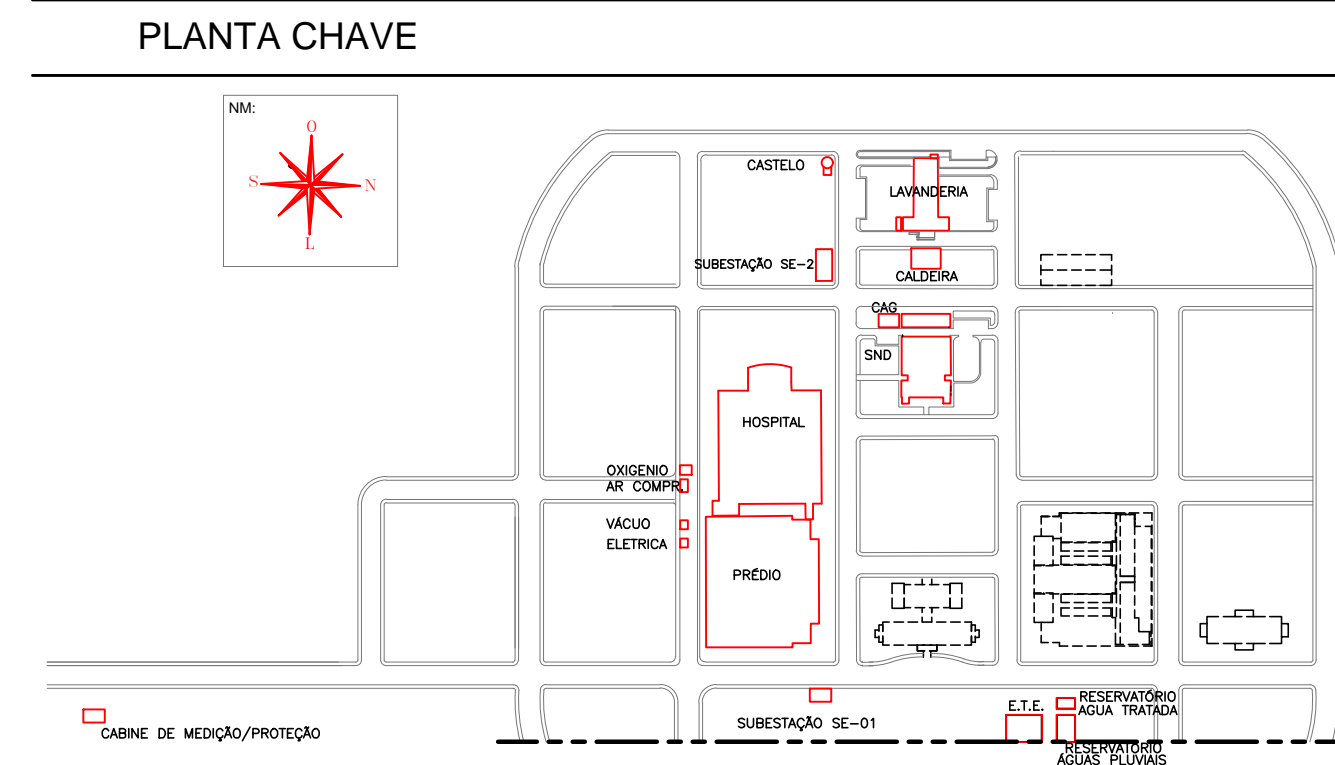 PLANTA CHAVE
NM:
O
S
N
L
CASTELO
LAVANDERIA
SUBESTAÇÃO SE-2
CALDEIRA
CAG
SND
HOSPITAL
OXIGENIO
AR COMPR.
VÁCUO
ELETRICA
PRÉDIO
RESERVATÓRIO
AGUA TRATADA
E.T.E.
SUBESTAÇÃO SE-01
CABINE DE MEDIÇÃO/PROTEÇÃO
RESERVATÓRIO
ÁGUAS PLUVIAIS